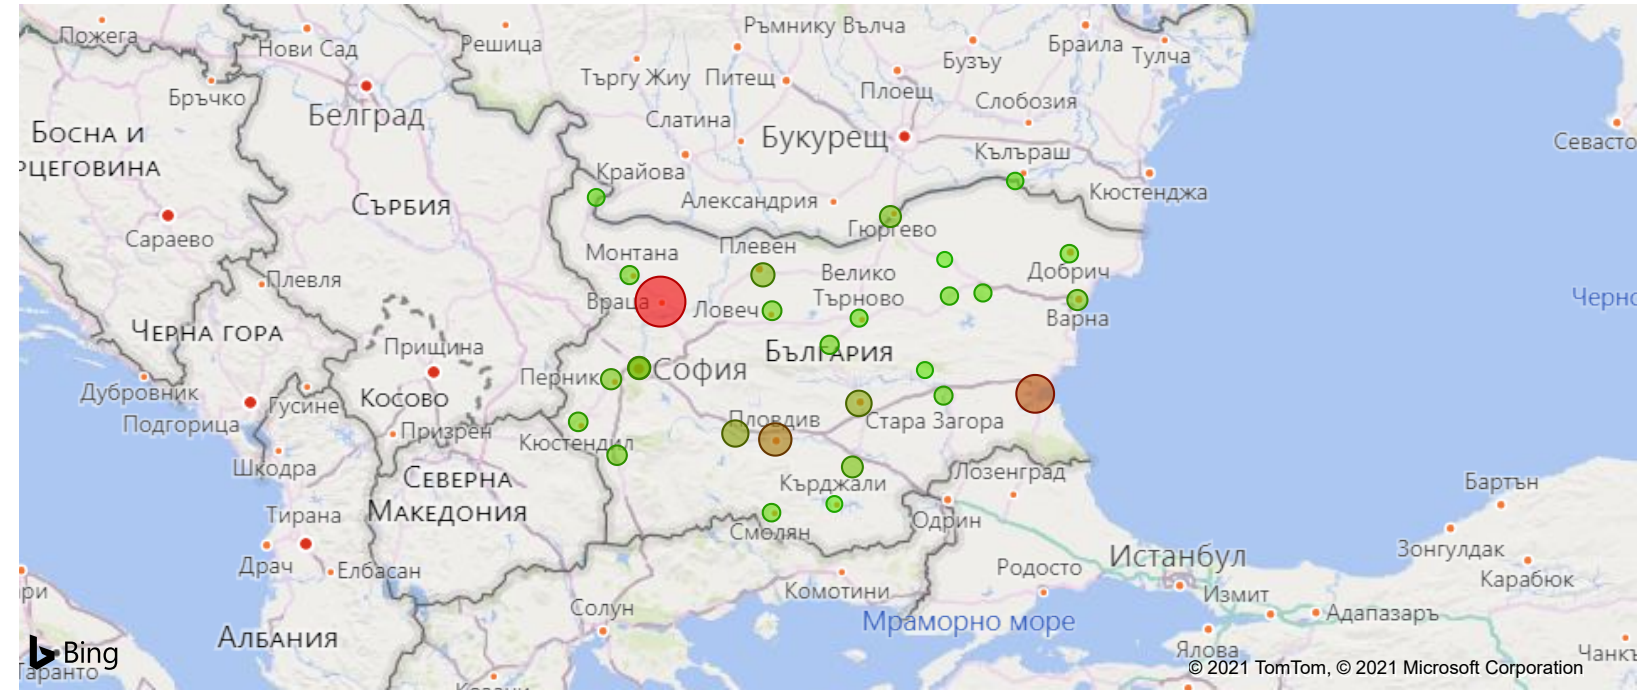 Пожега
Нови Сад
Решица
Ръмнику Вълча
Браила
Тулча
Бузъу
Търгу Жиу
Питещ
Плоещ
Бръчко
Белград
Слатина
Слобозия
Босна и
рцеговина
Букурещ
Севасто
Кълъраш
Крайова
Кюстенджа
Сърбия
Александрия
Гюргево
Сараево
Монтана
Плевен
Велико
Търново
Добрич
Плевля
Враца
Ловеч
Варна
Черно
Черна гора
Прищина
България
София
Перник
Дубровник
Косово
Гусине
Подгорица
Пловдив
Стара Загора
Призрен
Кюстендил
Шкодра
Северна
Македония
Кърджали
Лозенград
Бартън
Тирана
Смолян
Одрин
Драч
Елбасан
Истанбул
Зонгулдак
Родосто
Карабюк
ри
Комотини
Измит
Солун
Адапазаръ
Мраморно море
Албания
Ялова
Чанкъ
Bing
Таранто
© 2021 TomTom, © 2021 Microsoft Corporation